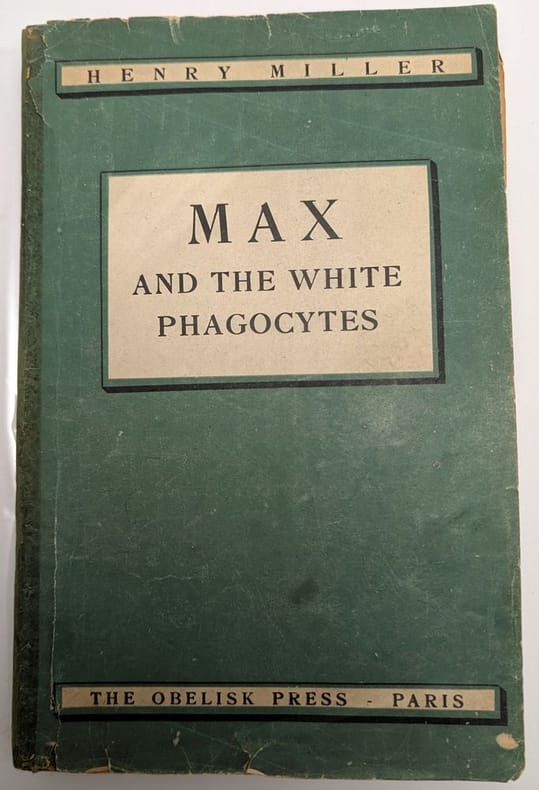 HENRY MILLER
MAX
AND THE WHITE
PHAGOCYTES
THE OBELISK PRESS - PARIS